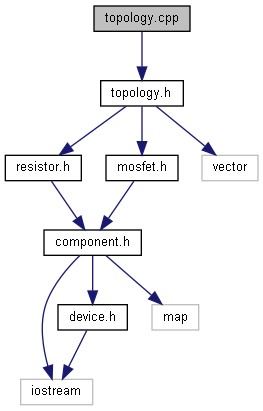 topology.cpp
topology.h
resistor.h
mosfet.h
vector
component.h
device.h
map
iostream